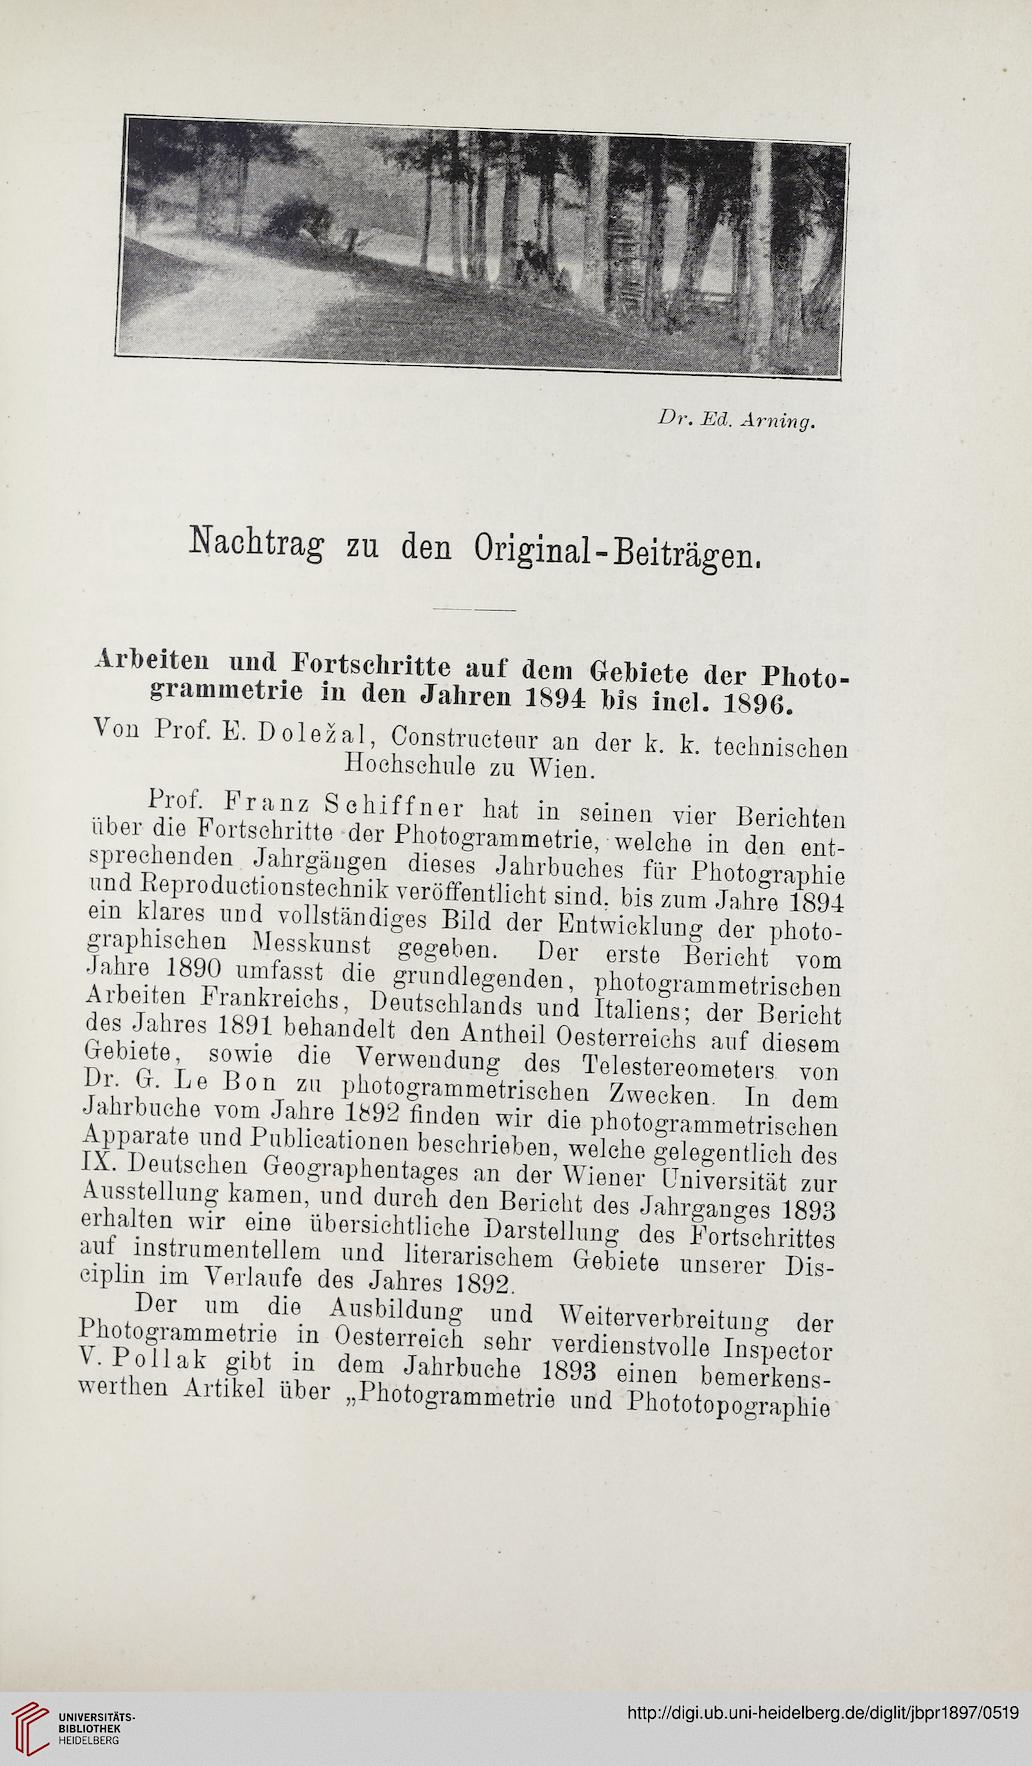 Dr. Ed. Arning.
Nachtrag zu den Original-Beiträgen.
Arbeiten und Fortschritte auf dem Gebiete der Photo-
grammetrie in den Jahren 1894 bis incl. 1896.
Von Prof. E. Doležal, Constructeur an der k. k. technischen
Hochschule zu Wien.
Prof. Franz Schiffner hat in seinen vier Berichten
über die Fortschritte der Photogrammetrie, welche in den ent-
sprechenden Jahrgängen dieses Jahrbuches für Photographie
und Reproductionstechnik veröffentlicht sind, bis zum Jahre 1894
ein klares und vollständiges Bild der Entwicklung der photo-
graphischen Messkunst gegeben. Der erste Bericht vom
Jahre 1890 umfasst die grundlegenden, photogrammetrischen
Arbeiten Frankreichs, Deutschlands und Italiens; der Bericht
des Jahres 1891 behandelt den Antheil Oesterreichs auf diesem
Gebiete, sowie die Verwendung des Telestereometers von
Dr. G. Le Bon zu photogrammetrischen Zwecken. In dem
Jahrbuche vom Jahre 1892 finden wir die photogrammetrischen
Apparate und Publicationen beschrieben, welche gelegentlich des
IX. Deutschen Geographentages an der Wiener Universität zur
Ausstellung kamen, und durch den Bericht des Jahrganges 1893
erhalten wir eine übersichtliche Darstellung des Fortschrittes
auf instrumentellem und literarischem Gebiete unserer Dis-
ciplin im Verlaufe des Jahres 1892.
Der um die Ausbildung und Weiterverbreitung der
Photogrammetrie in Oesterreich sehr verdienstvolle Inspector
V. Pollak gibt in dem Jahrbuche 1893 einen bemerkens-
werthen Artikel über „Photogrammetrie und Phototopographie
UNIVERSITÄTS-
BIBLIOTHEK
HEIDELBERG
http://digi.ub.uni-heidelberg.de/diglit/jbpr1897/0519